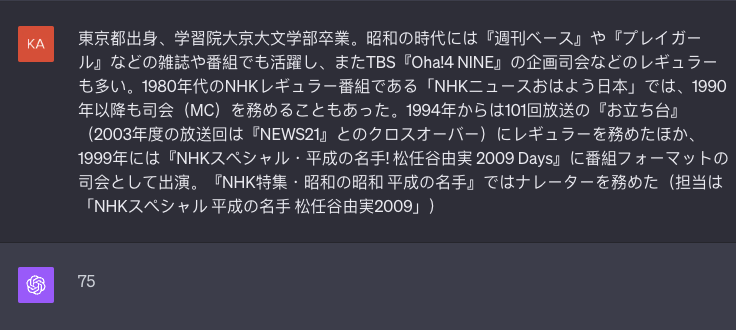 KA
東京都出身、学習院大京大文学部卒業。昭和の時代には『週刊ベース』や『プレイガー
ル』などの雑誌や番組でも活躍し、またTBS『Oha!4 NINE』の企画司会などのレギュラー
も多い。1980年代のNHKレギュラー番組である「NHKニュースおはよう日本」では、1990
年以降も司会（MC）を務めることもあった。1994年からは101回放送の『お立ち台』
（2003年度の放送回は『NEWS21』とのクロスオーバー）にレギュラーを務めたほか、
1999年には『NHKスペシャル・平成の名手! 松任谷由実 2009 Days』に番組フォーマットの
司会として出演。『NHK特集・昭和の昭和 平成の名手』ではナレーターを務めた（担当は
「NHKスペシャル 平成の名手 松任谷由実2009」）
75